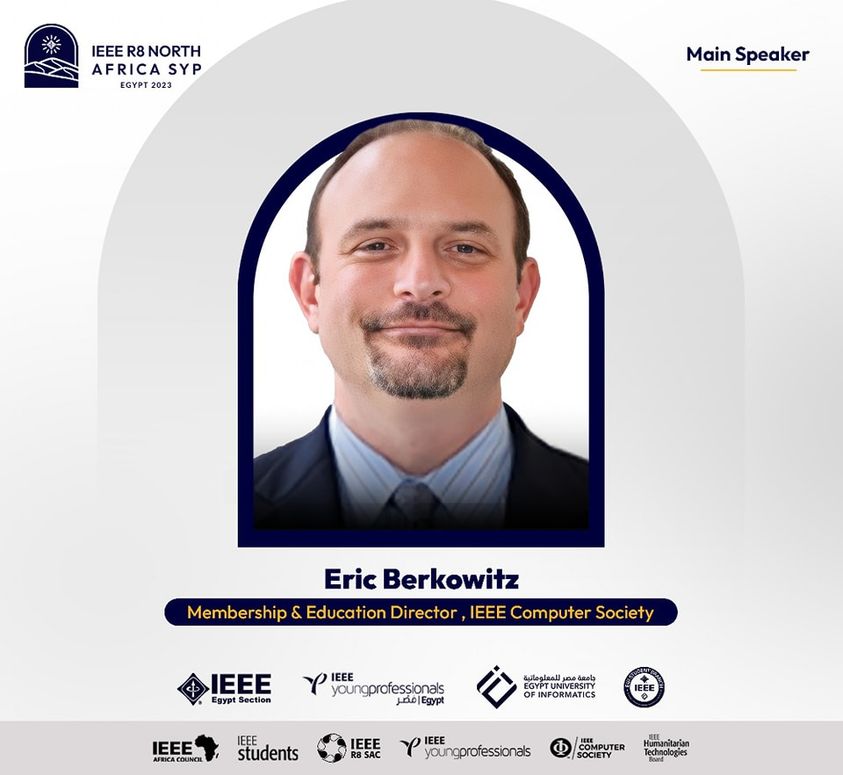 IEEE R8 NORTH
AFRICA SYP
EGYPT 2023
Main Speaker
Eric Berkowitz
Membership & Education Director , IEEE Computer Society
IEEE
Egypt Section
IEEE
youngprofessionals
مصر | Egypt
جامعة مصر للمعلوماتية
EGYPT UNIVERSITY
OF INFORMATICS
IEEE
IEEE
AFRICA COUNCIL
IEEE
students
IEEE
R8 SAC
IEEE
youngprofessionals
IEEE
COMPUTER
SOCIETY
IEEE
Humanitarian
Technologies
Board